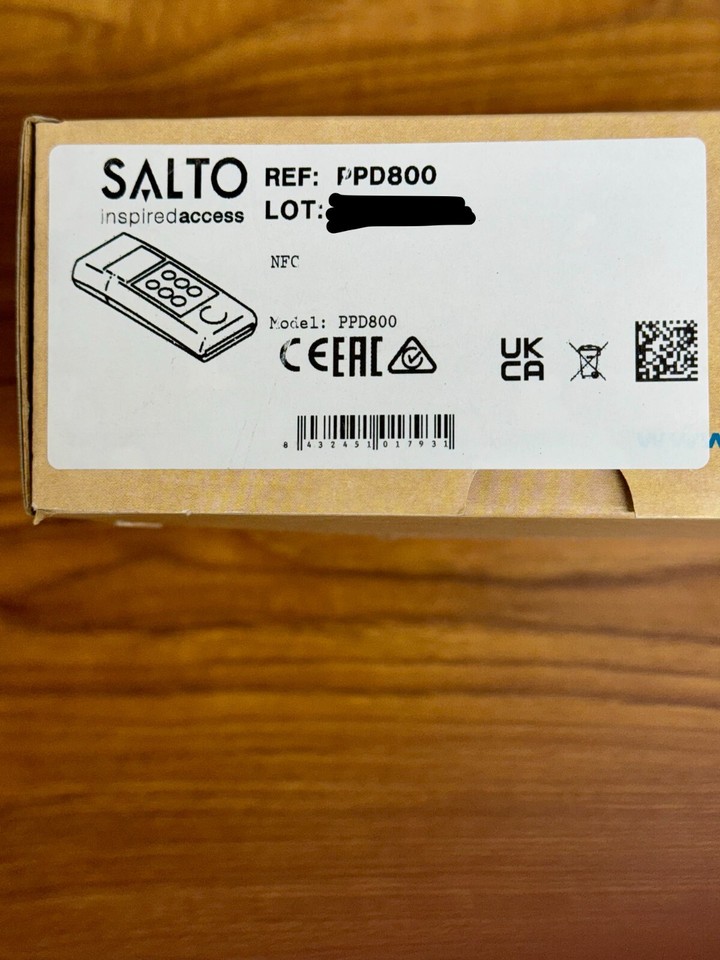 SALTO
inspiredaccess
REF: PPD800
LOT:
NFC
Model: PPD800
CE EAC
UK
CA
8 432451 017931